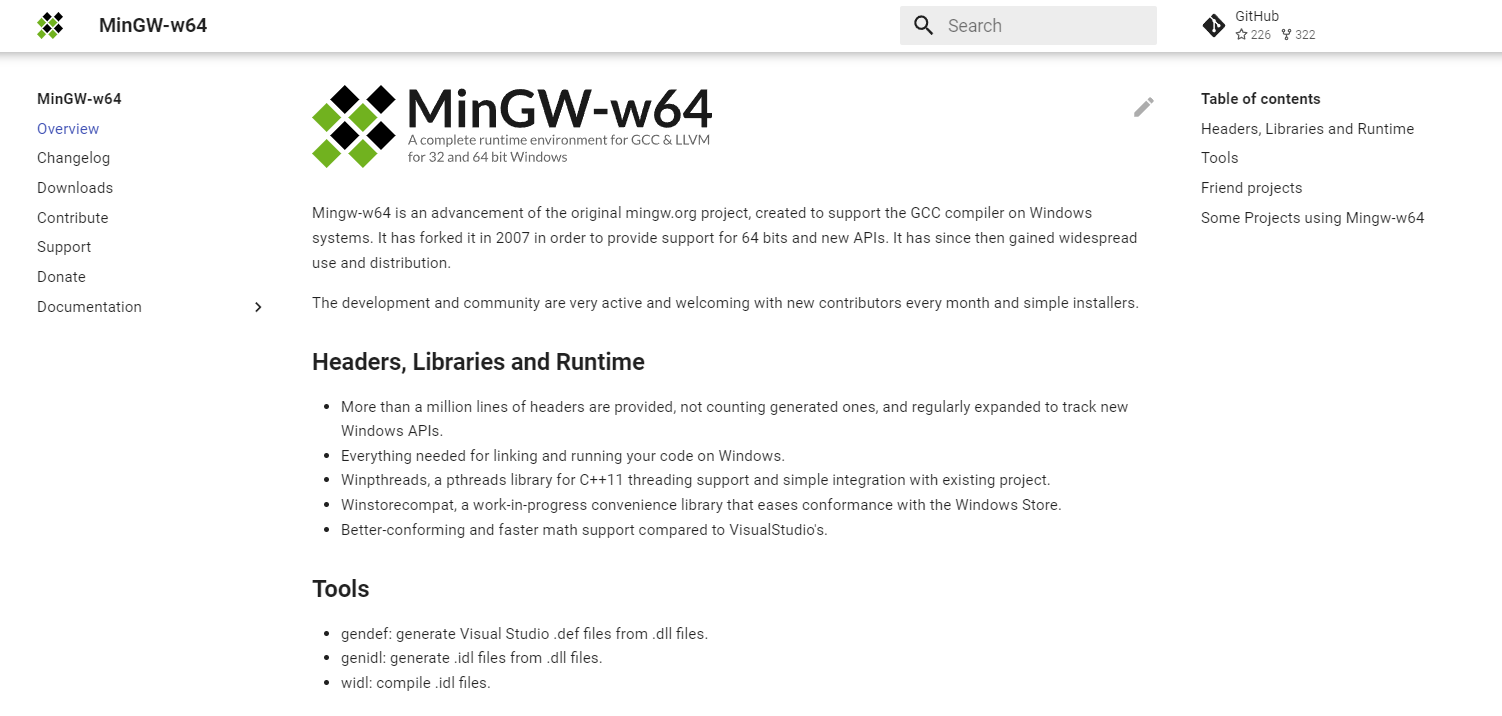 MinGW-w64
Search
GitHub
226 322
MinGW-w64
Overview
Changelog
Downloads
Contribute
Support
Donate
Documentation
MinGW-w64
A complete runtime environment for GCC & LLVM
for 32 and 64 bit Windows
Mingw-w64 is an advancement of the original mingw.org project, created to support the GCC compiler on Windows
systems. It has forked it in 2007 in order to provide support for 64 bits and new APIs. It has since then gained widespread
use and distribution.
The development and community are very active and welcoming with new contributors every month and simple installers.
Headers, Libraries and Runtime
• More than a million lines of headers are provided, not counting generated ones, and regularly expanded to track new
Windows APIs.
• Everything needed for linking and running your code on Windows.
• Winpthreads, a pthreads library for C++11 threading support and simple integration with existing project.
• Winstorecompat, a work-in-progress convenience library that eases conformance with the Windows Store.
• Better-conforming and faster math support compared to VisualStudio's.
Tools
• gendef: generate Visual Studio .def files from .dll files.
• genidl: generate .idl files from .dll files.
• widl: compile .idl files.
Table of contents
Headers, Libraries and Runtime
Tools
Friend projects
Some Projects using Mingw-w64